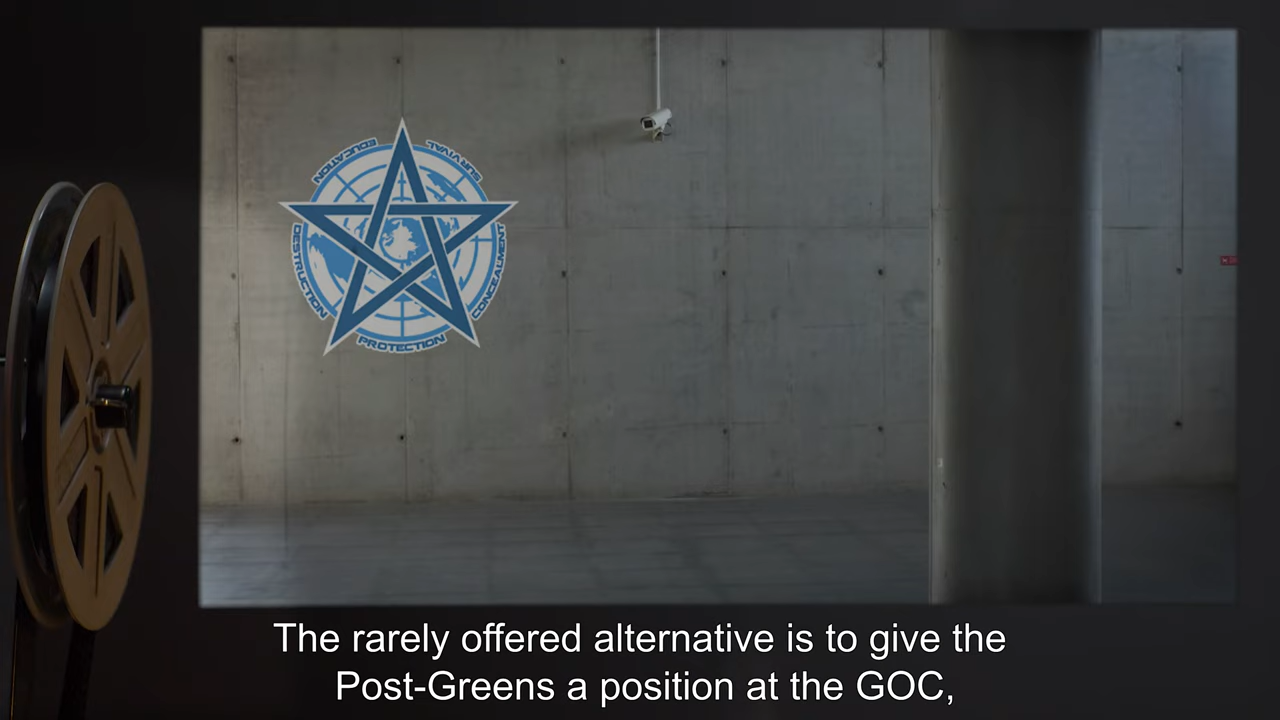 EDUCATION
SURVIVAL
DESTRUCTION
CONCEALMENT
PROTECTION
The rarely offered alternative is to give the
Post-Greens a position at the GOC,